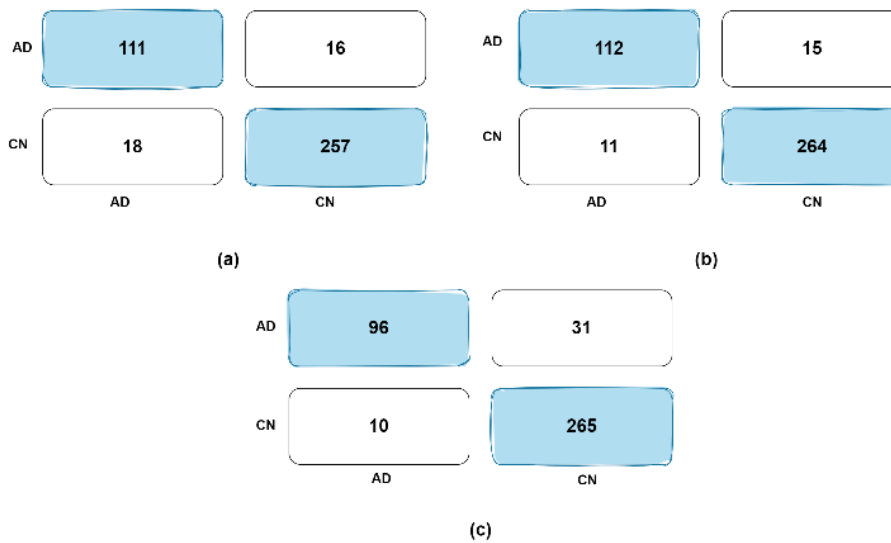 AD 111 16
CN 18 257
AD CN
(a)
AD 112 15
CN 11 264
AD CN
(b)
AD 96 31
CN 10 265
AD CN
(c)